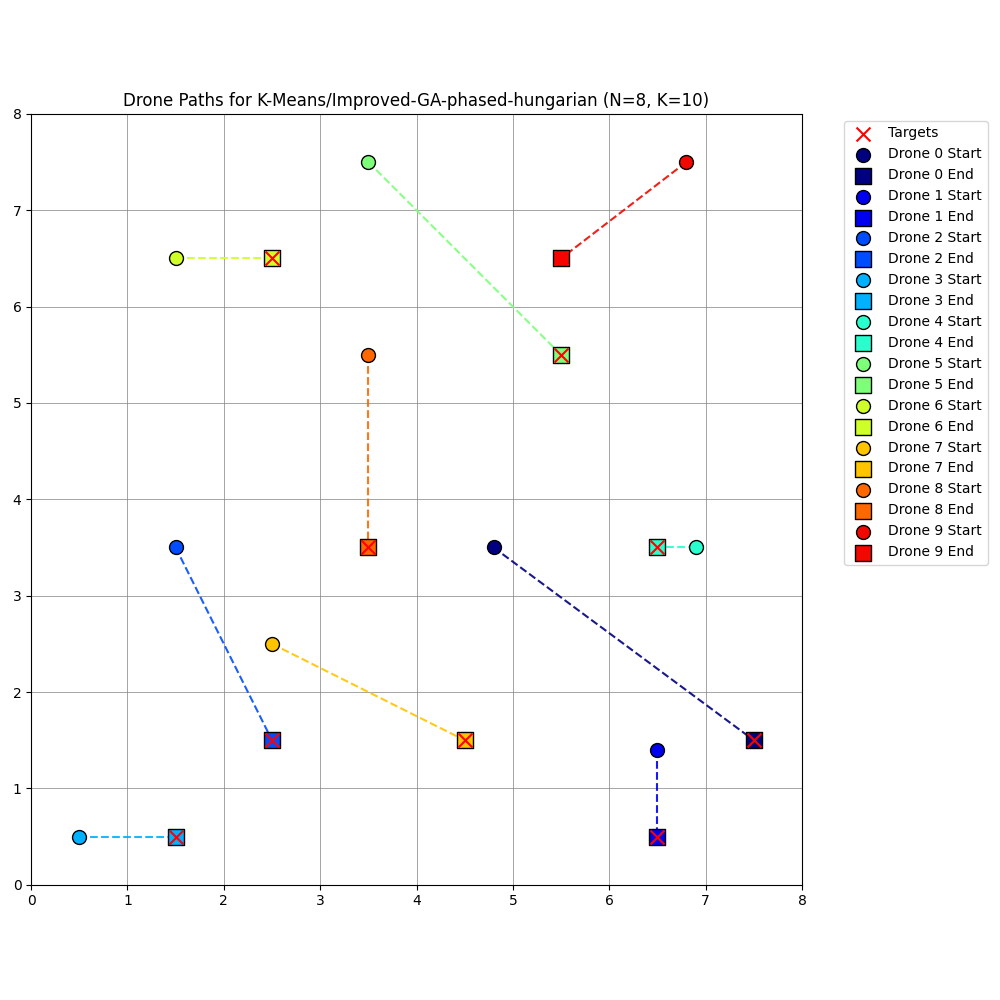 Drone Paths for K-Means/Improved-GA-phased-hungarian (N=8, K=10)
8
7
6
5
4
3
2
1
0
0 1 2 3 4 5 6 7 8
Targets
Drone 0 Start
Drone 0 End
Drone 1 Start
Drone 1 End
Drone 2 Start
Drone 2 End
Drone 3 Start
Drone 3 End
Drone 4 Start
Drone 4 End
Drone 5 Start
Drone 5 End
Drone 6 Start
Drone 6 End
Drone 7 Start
Drone 7 End
Drone 8 Start
Drone 8 End
Drone 9 Start
Drone 9 End